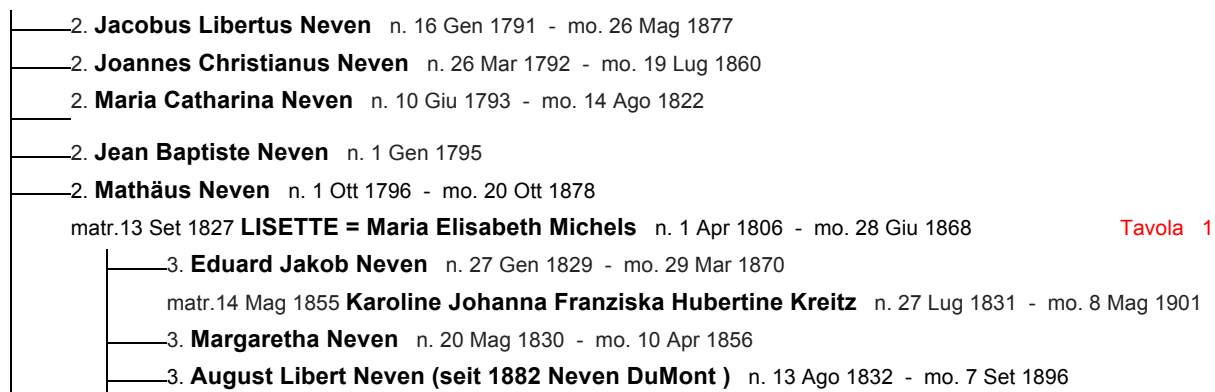 2. Jacobus Libertus Neven n. 16 Gen 1791 - mo. 26 Mag 1877
2. Joannes Christianus Neven n. 26 Mar 1792 - mo. 19 Lug 1860
2. Maria Catharina Neven n. 10 Giu 1793 - mo. 14 Ago 1822
2. Jean Baptiste Neven n. 1 Gen 1795
2. Mathäus Neven n. 1 Ott 1796 - mo. 20 Ott 1878
matr.13 Set 1827 LISETTE = Maria Elisabeth Michels n. 1 Apr 1806 - mo. 28 Giu 1868 Tavola 1
3. Eduard Jakob Neven n. 27 Gen 1829 - mo. 29 Mar 1870
matr.14 Mag 1855 Karoline Johanna Franziska Hubertine Kreitz n. 27 Lug 1831 - mo. 8 Mag 1901
3. Margaretha Neven n. 20 Mag 1830 - mo. 10 Apr 1856
3. August Libert Neven (seit 1882 Neven DuMont ) n. 13 Ago 1832 - mo. 7 Set 1896